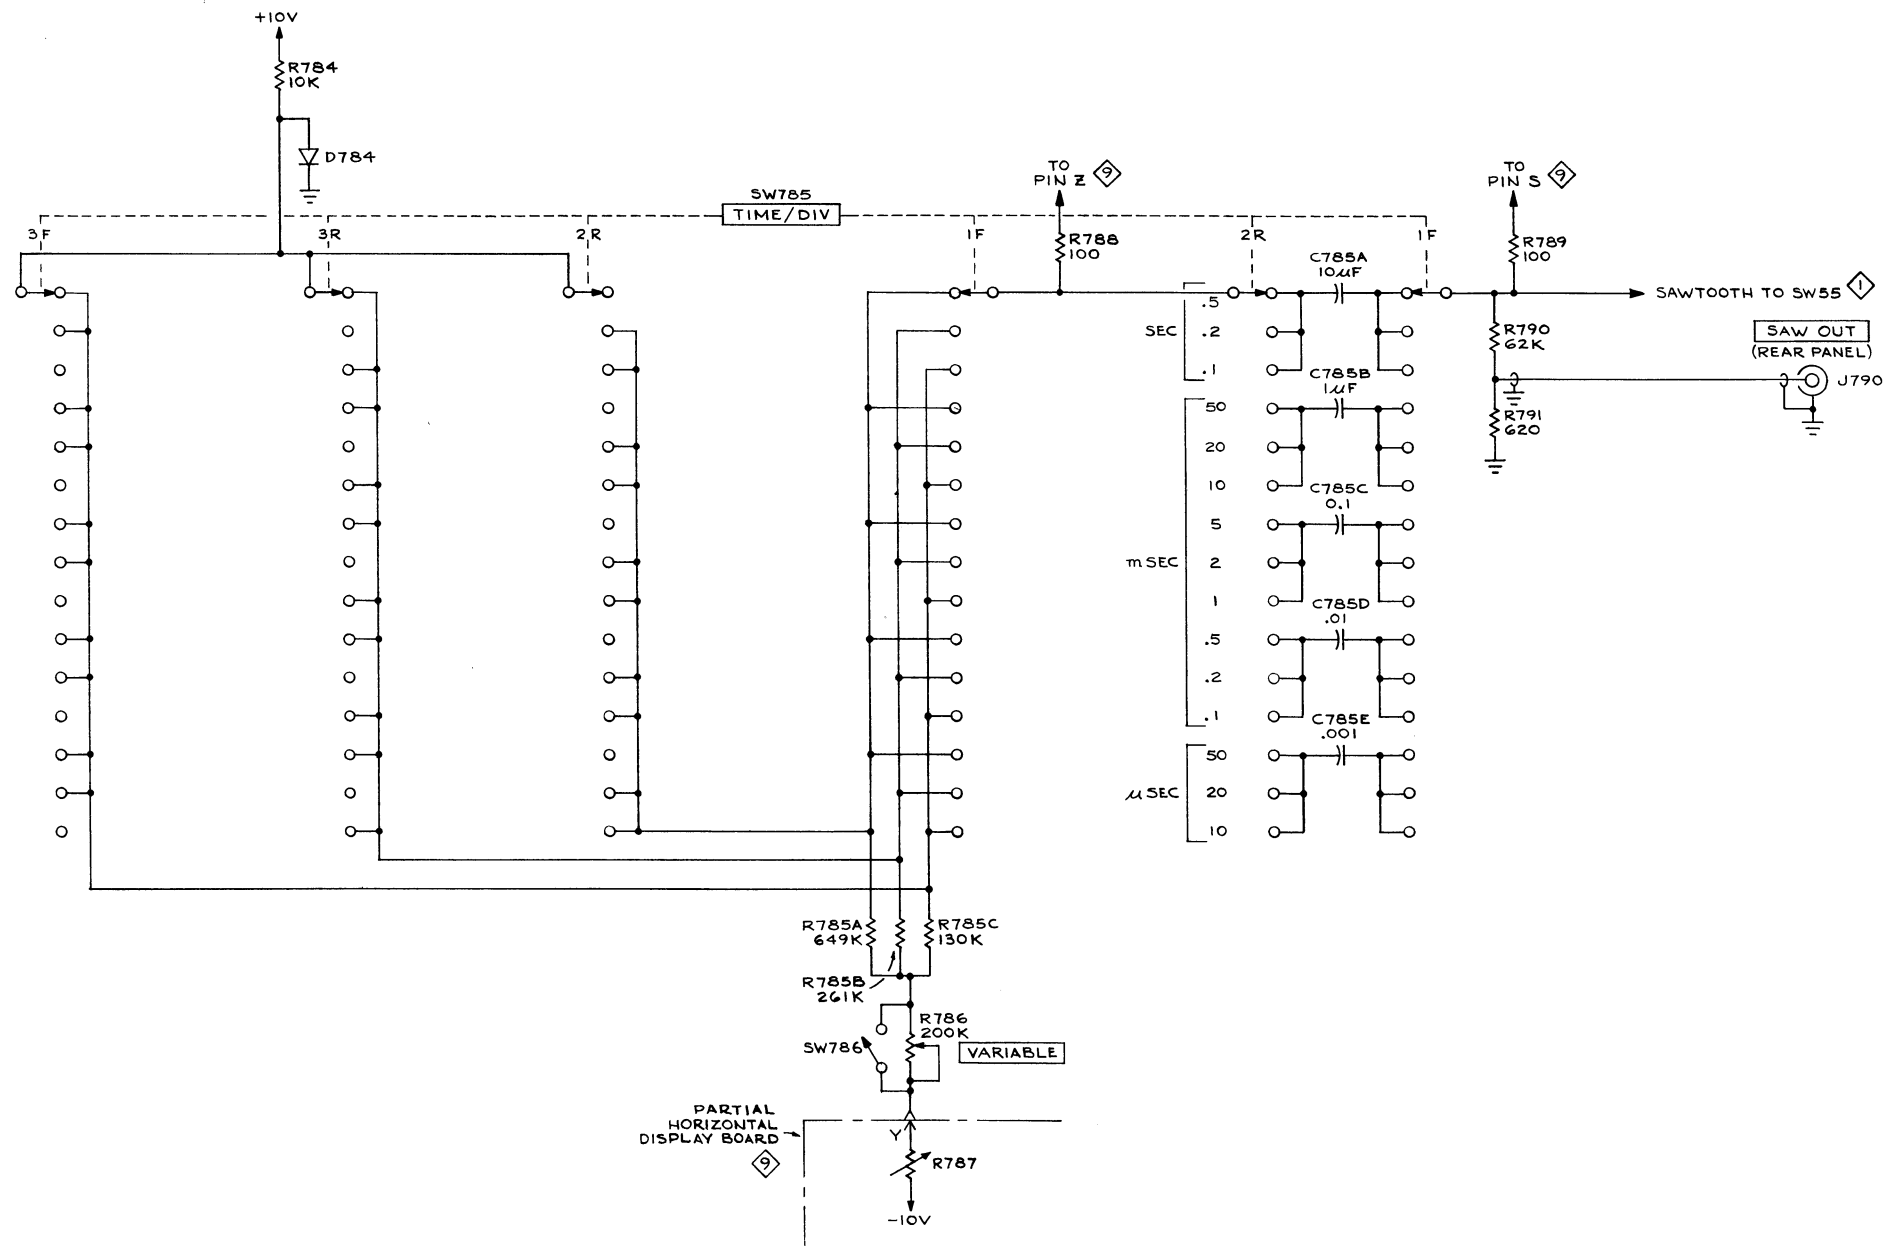 +10V
R784
10K
D784
SW785
TIME/DIV
TO
PIN Z 9
TO
PIN S 9
3F
3R
2R
1F
R788
100
2R
1F
R789
100
C785A
10µF
SAWTOOTH TO SW55 1
SEC
.5
.2
.1
R790
62K
SAW OUT
(REAR PANEL)
J790
C785B
1µF
R791
620
mSEC
50
20
10
5
2
1
.5
.2
.1
C785C
0.1
C785D
.01
C785E
.001
µSEC
50
20
10
R785A
649K
R785C
130K
R785B
261K
R786
200K
SW786
VARIABLE
PARTIAL
HORIZONTAL
DISPLAY BOARD
9
Y
R787
-10V